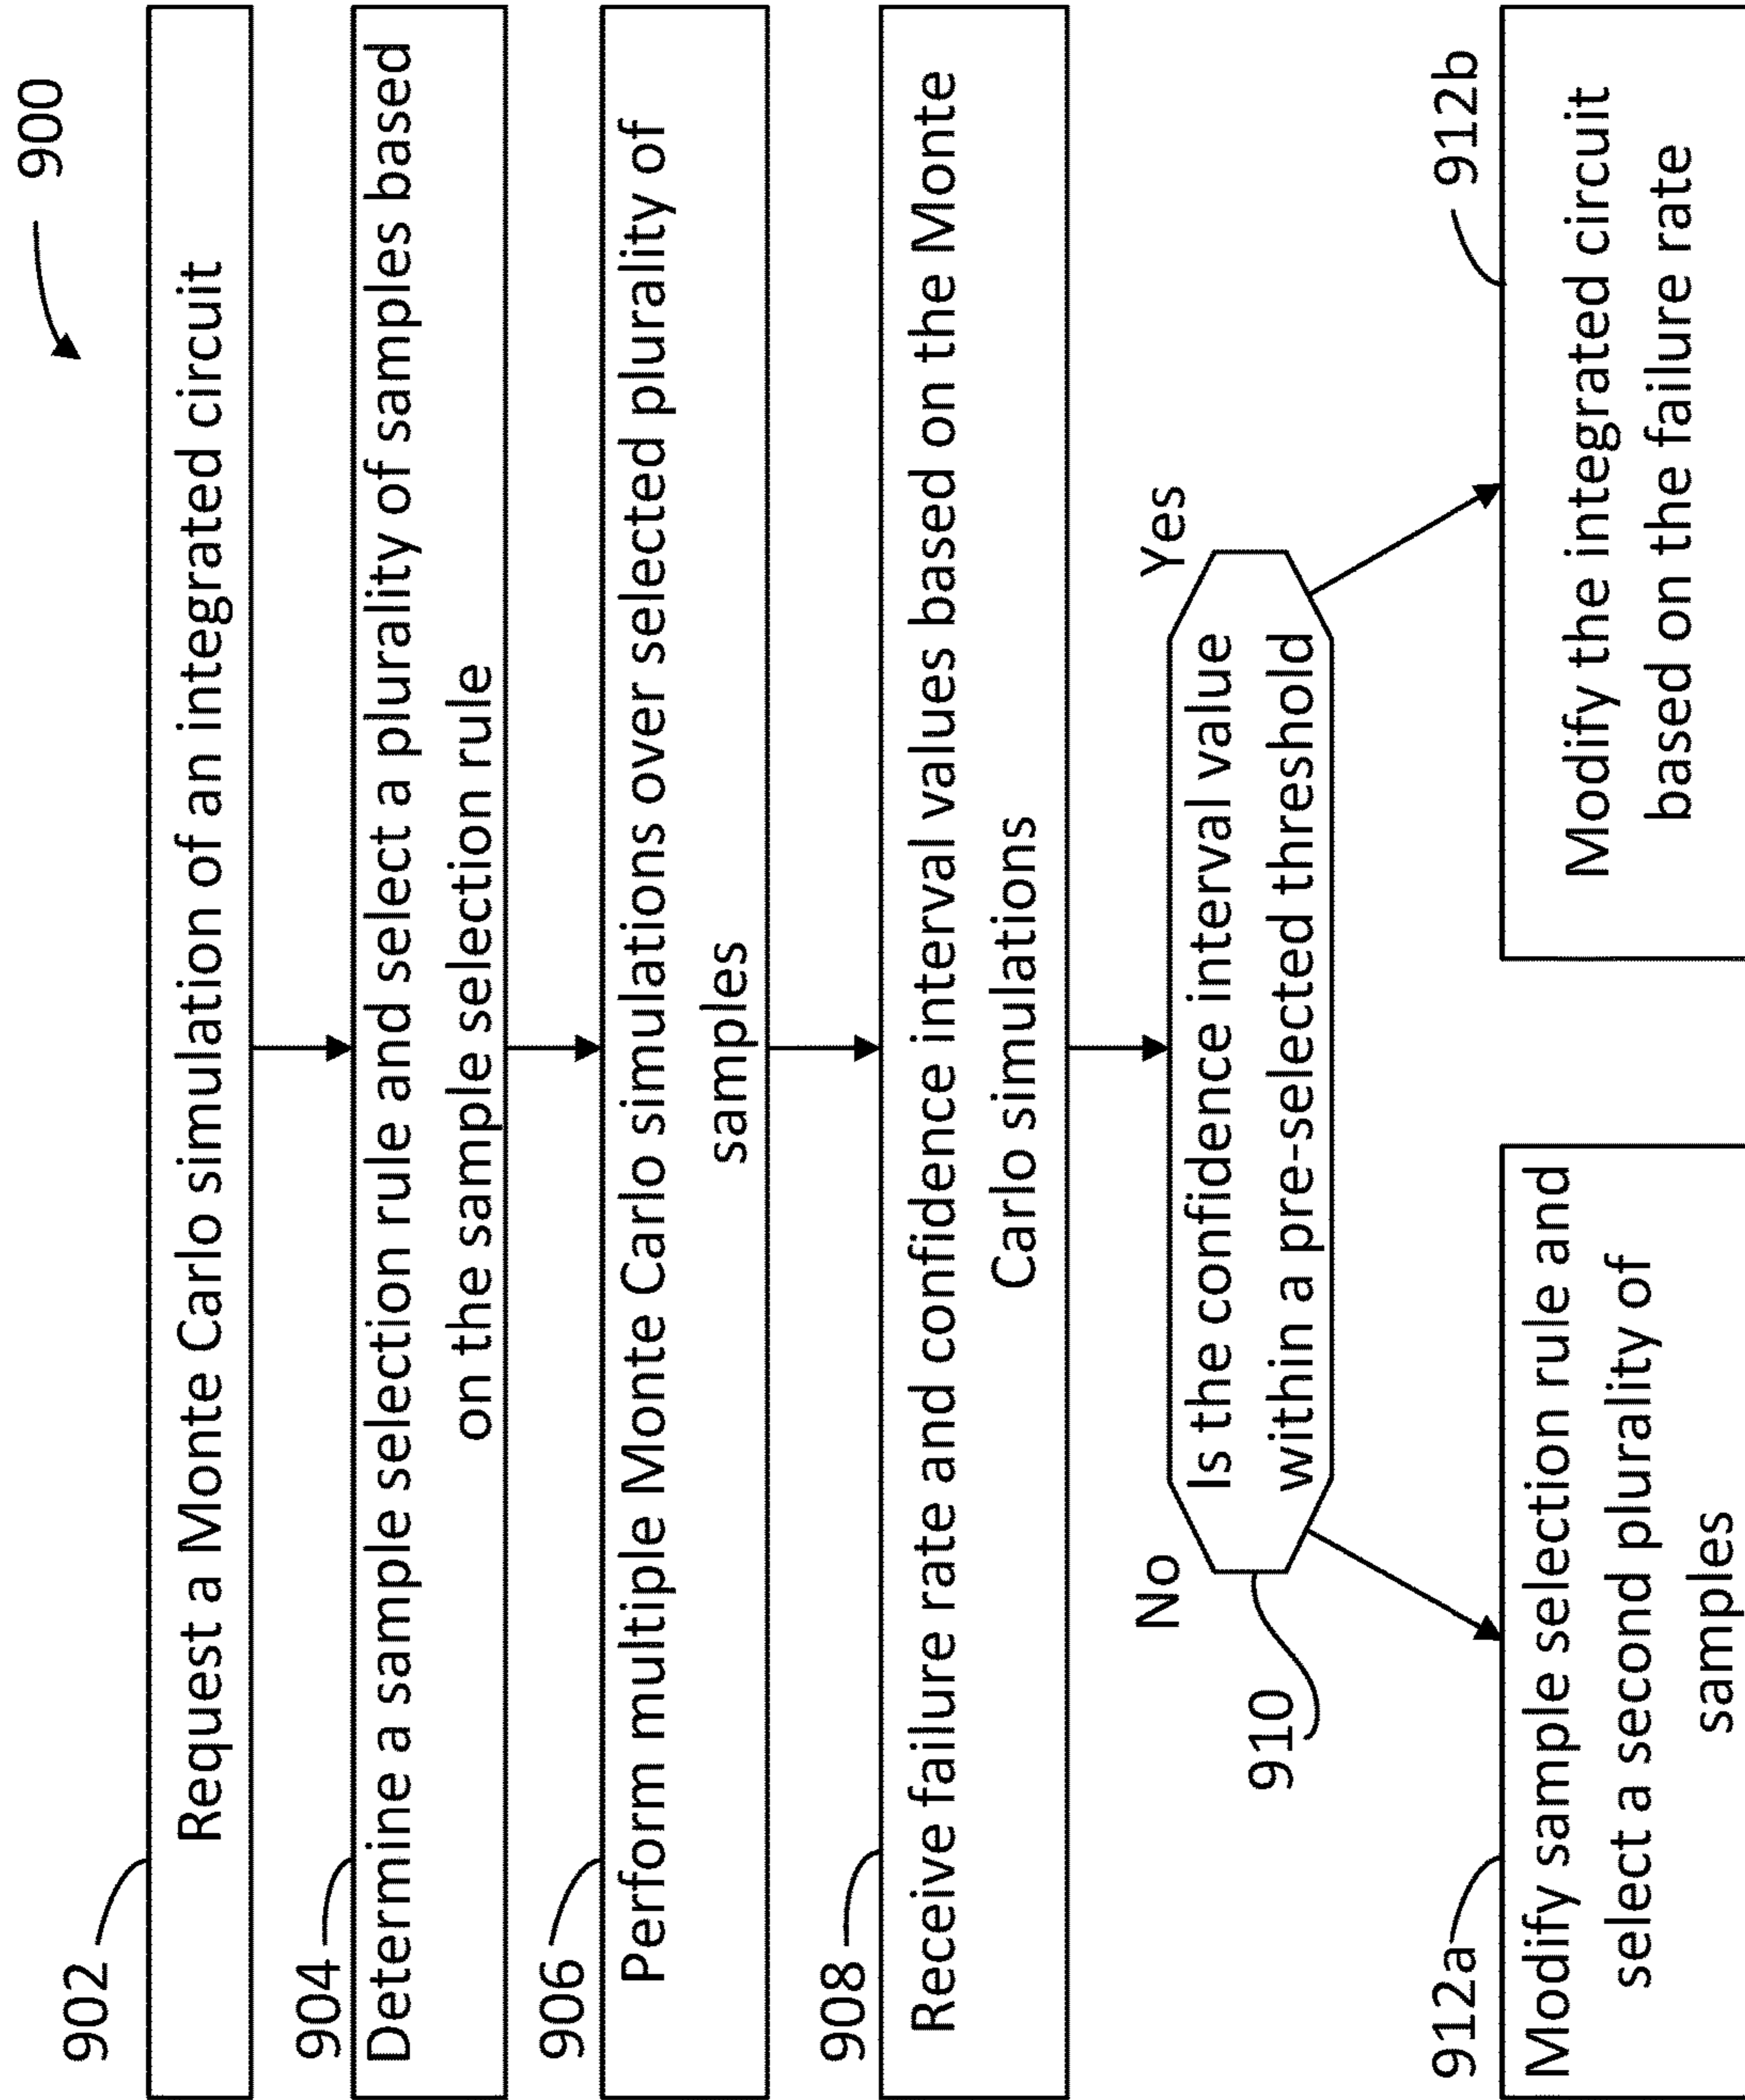 900
902
Request a Monte Carlo simulation of an integrated circuit
904
Determine a sample selection rule and select a plurality of samples based
on the sample selection rule
906
Perform multiple Monte Carlo simulations over selected plurality of
samples
908
Receive failure rate and confidence interval values based on the Monte
Carlo simulations
No
Yes
910
Is the confidence interval value
within a pre-selected threshold
912a
Modify sample selection rule and
select a second plurality of
samples
912b
Modify the integrated circuit
based on the failure rate